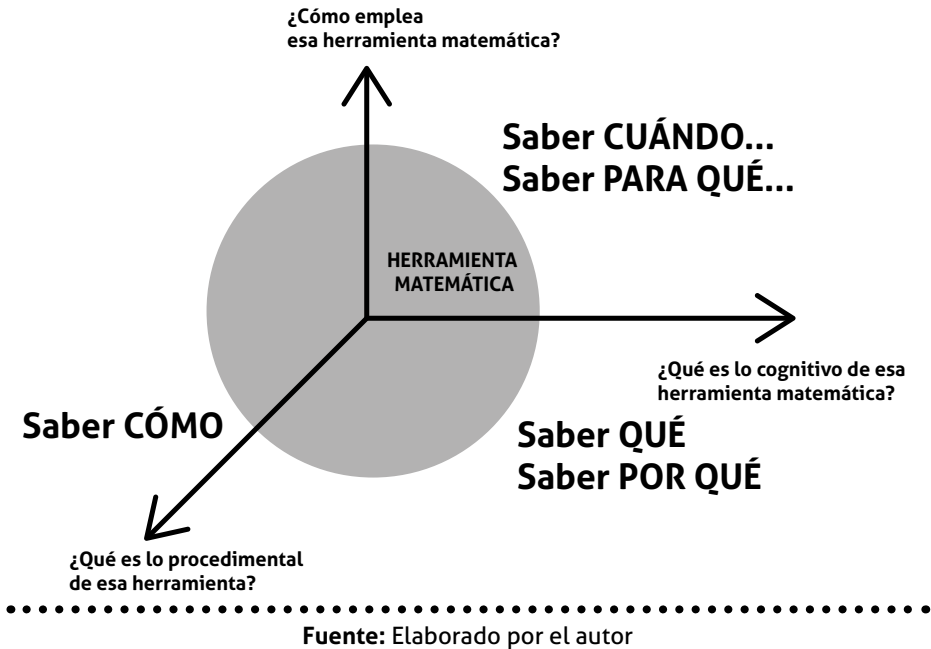 ¿Cómo emplea
esa herramienta matemática?
Saber CUÁNDO...
Saber PARA QUÉ...
HERRAMIENTA
MATEMÁTICA
¿Qué es lo cognitivo de esa
herramienta matemática?
Saber CÓMO
Saber QUÉ
Saber POR QUÉ
¿Qué es lo procedimental
de esa herramienta?
Fuente: Elaborado por el autor